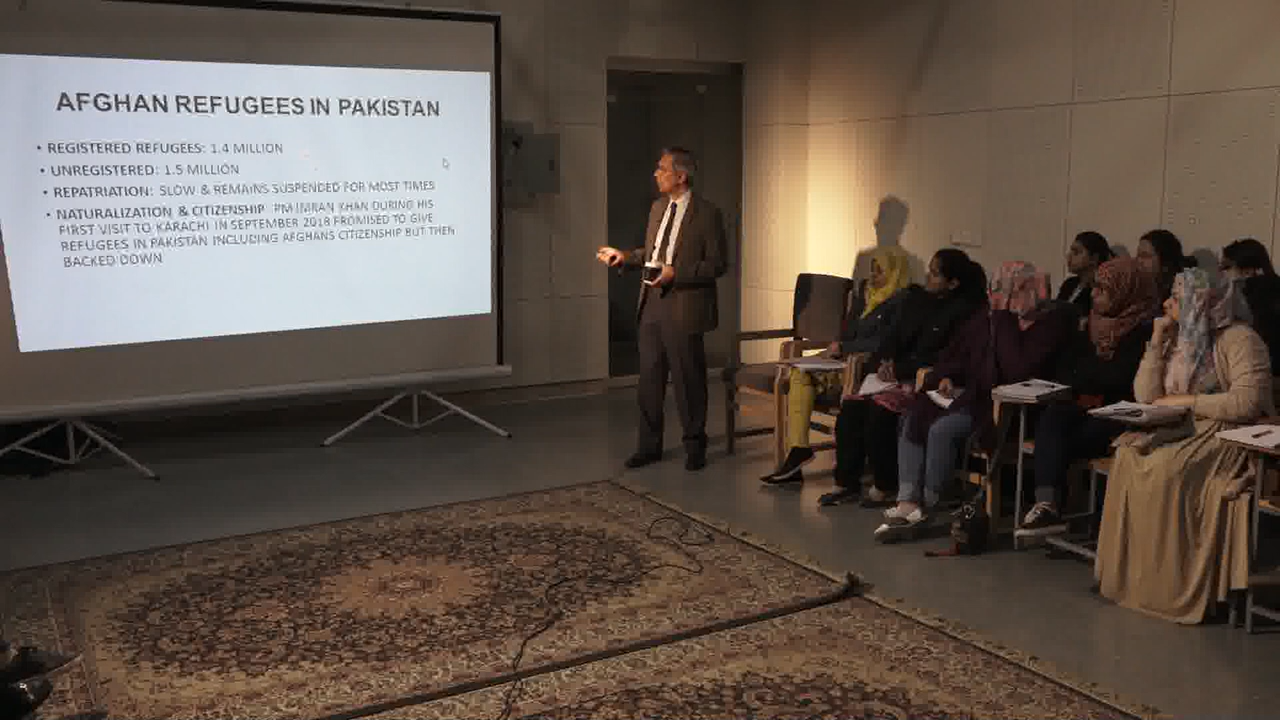 AFGHAN REFUGEES IN PAKISTAN
• REGISTERED REFUGEES: 1.4 MILLION
• UNREGISTERED: 1.5 MILLION
• REPATRIATION: SLOW & REMAINS SUSPENDED FOR MOST TIMES
• NATURALIZATION & CITIZENSHIP PM IMRAN KHAN DURING HIS
FIRST VISIT TO KARACHI IN SEPTEMBER 2018 PROMISED TO GIVE
REFUGEES IN PAKISTAN INCLUDING AFGHANS CITIZENSHIP BUT THEN
BACKED DOWN